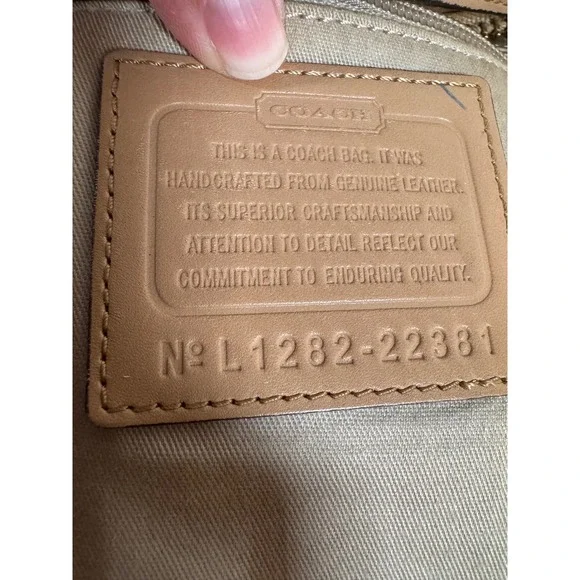 COACH
THIS IS A COACH BAG. IT WAS
HANDCRAFTED FROM GENUINE LEATHER.
ITS SUPERIOR CRAFTSMANSHIP AND
ATTENTION TO DETAIL REFLECT OUR
COMMITMENT TO ENDURING QUALITY.
Nº L1282-22381